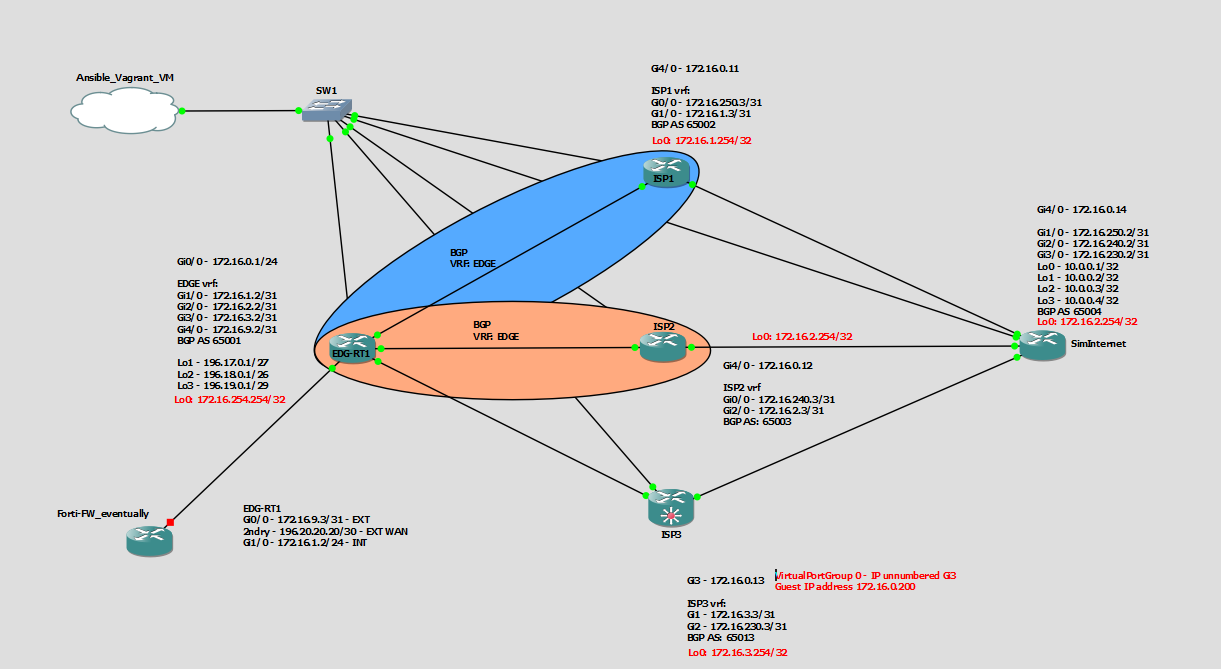 Ansible_Vagrant_VM
SW1
Gi4/0 - 172.16.0.11
ISP1 vrf:
Gi0/0 - 172.16.250.3/31
Gi1/0 - 172.16.1.3/31
BGP AS 65002
Lo0: 172.16.1.254/32
ISP1
Gi4/0 - 172.16.0.14
Gi1/0 - 172.16.250.2/31
Gi2/0 - 172.16.240.2/31
Gi3/0 - 172.16.230.2/31
Lo0 - 10.0.0.1/32
Lo1 - 10.0.0.2/32
Lo2 - 10.0.0.3/32
Lo3 - 10.0.0.4/32
BGP AS 65004
Lo0: 172.16.2.254/32
SimInternet
BGP
VRF: EDGE
Gi0/0 - 172.16.0.1/24
EDGE vrf:
Gi1/0 - 172.16.1.2/31
Gi2/0 - 172.16.2.2/31
Gi3/0 - 172.16.3.2/31
Gi4/0 - 172.16.9.2/31
BGP AS 65001
Lo1 - 196.17.0.1/27
Lo2 - 196.18.0.1/26
Lo3 - 196.19.0.1/29
Lo0: 172.16.254.254/32
EDG-RT1
BGP
VRF: EDGE
ISP2
Lo0: 172.16.2.254/32
Gi4/0 - 172.16.0.12
ISP2 vrf
Gi0/0 - 172.16.240.3/31
Gi2/0 - 172.16.2.3/31
BGP AS: 65003
Forti-FW_eventually
EDG-RT1
Gi0/0 - 172.16.9.3/31 - EXT
2ndry - 196.20.20.20/30 - EXT WAN
Gi1/0 - 172.16.1.2/24 - INT
ISP3
Gi3 - 172.16.0.13
VirtualPortGroup 0 - IP unnumbered Gi3
Guest IP address 172.16.0.200
ISP3 vrf:
Gi1 - 172.16.3.3/31
Gi2 - 172.16.230.3/31
BGP AS: 65013
Lo0: 172.16.3.254/32